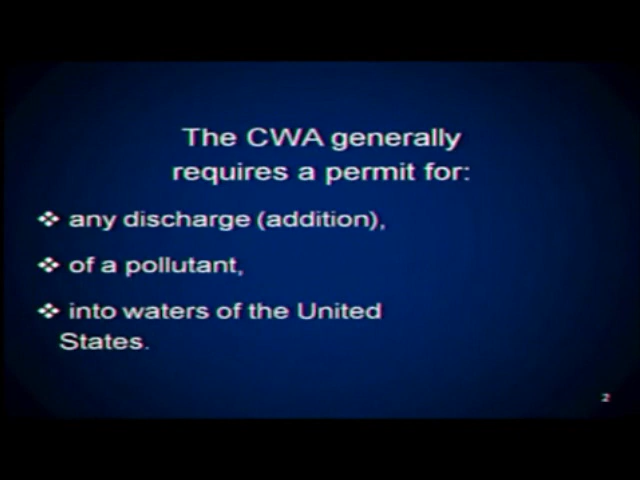 The CWA generally
requires a permit for:
❖ any discharge (addition),
❖ of a pollutant,
❖ into waters of the United
States.
2